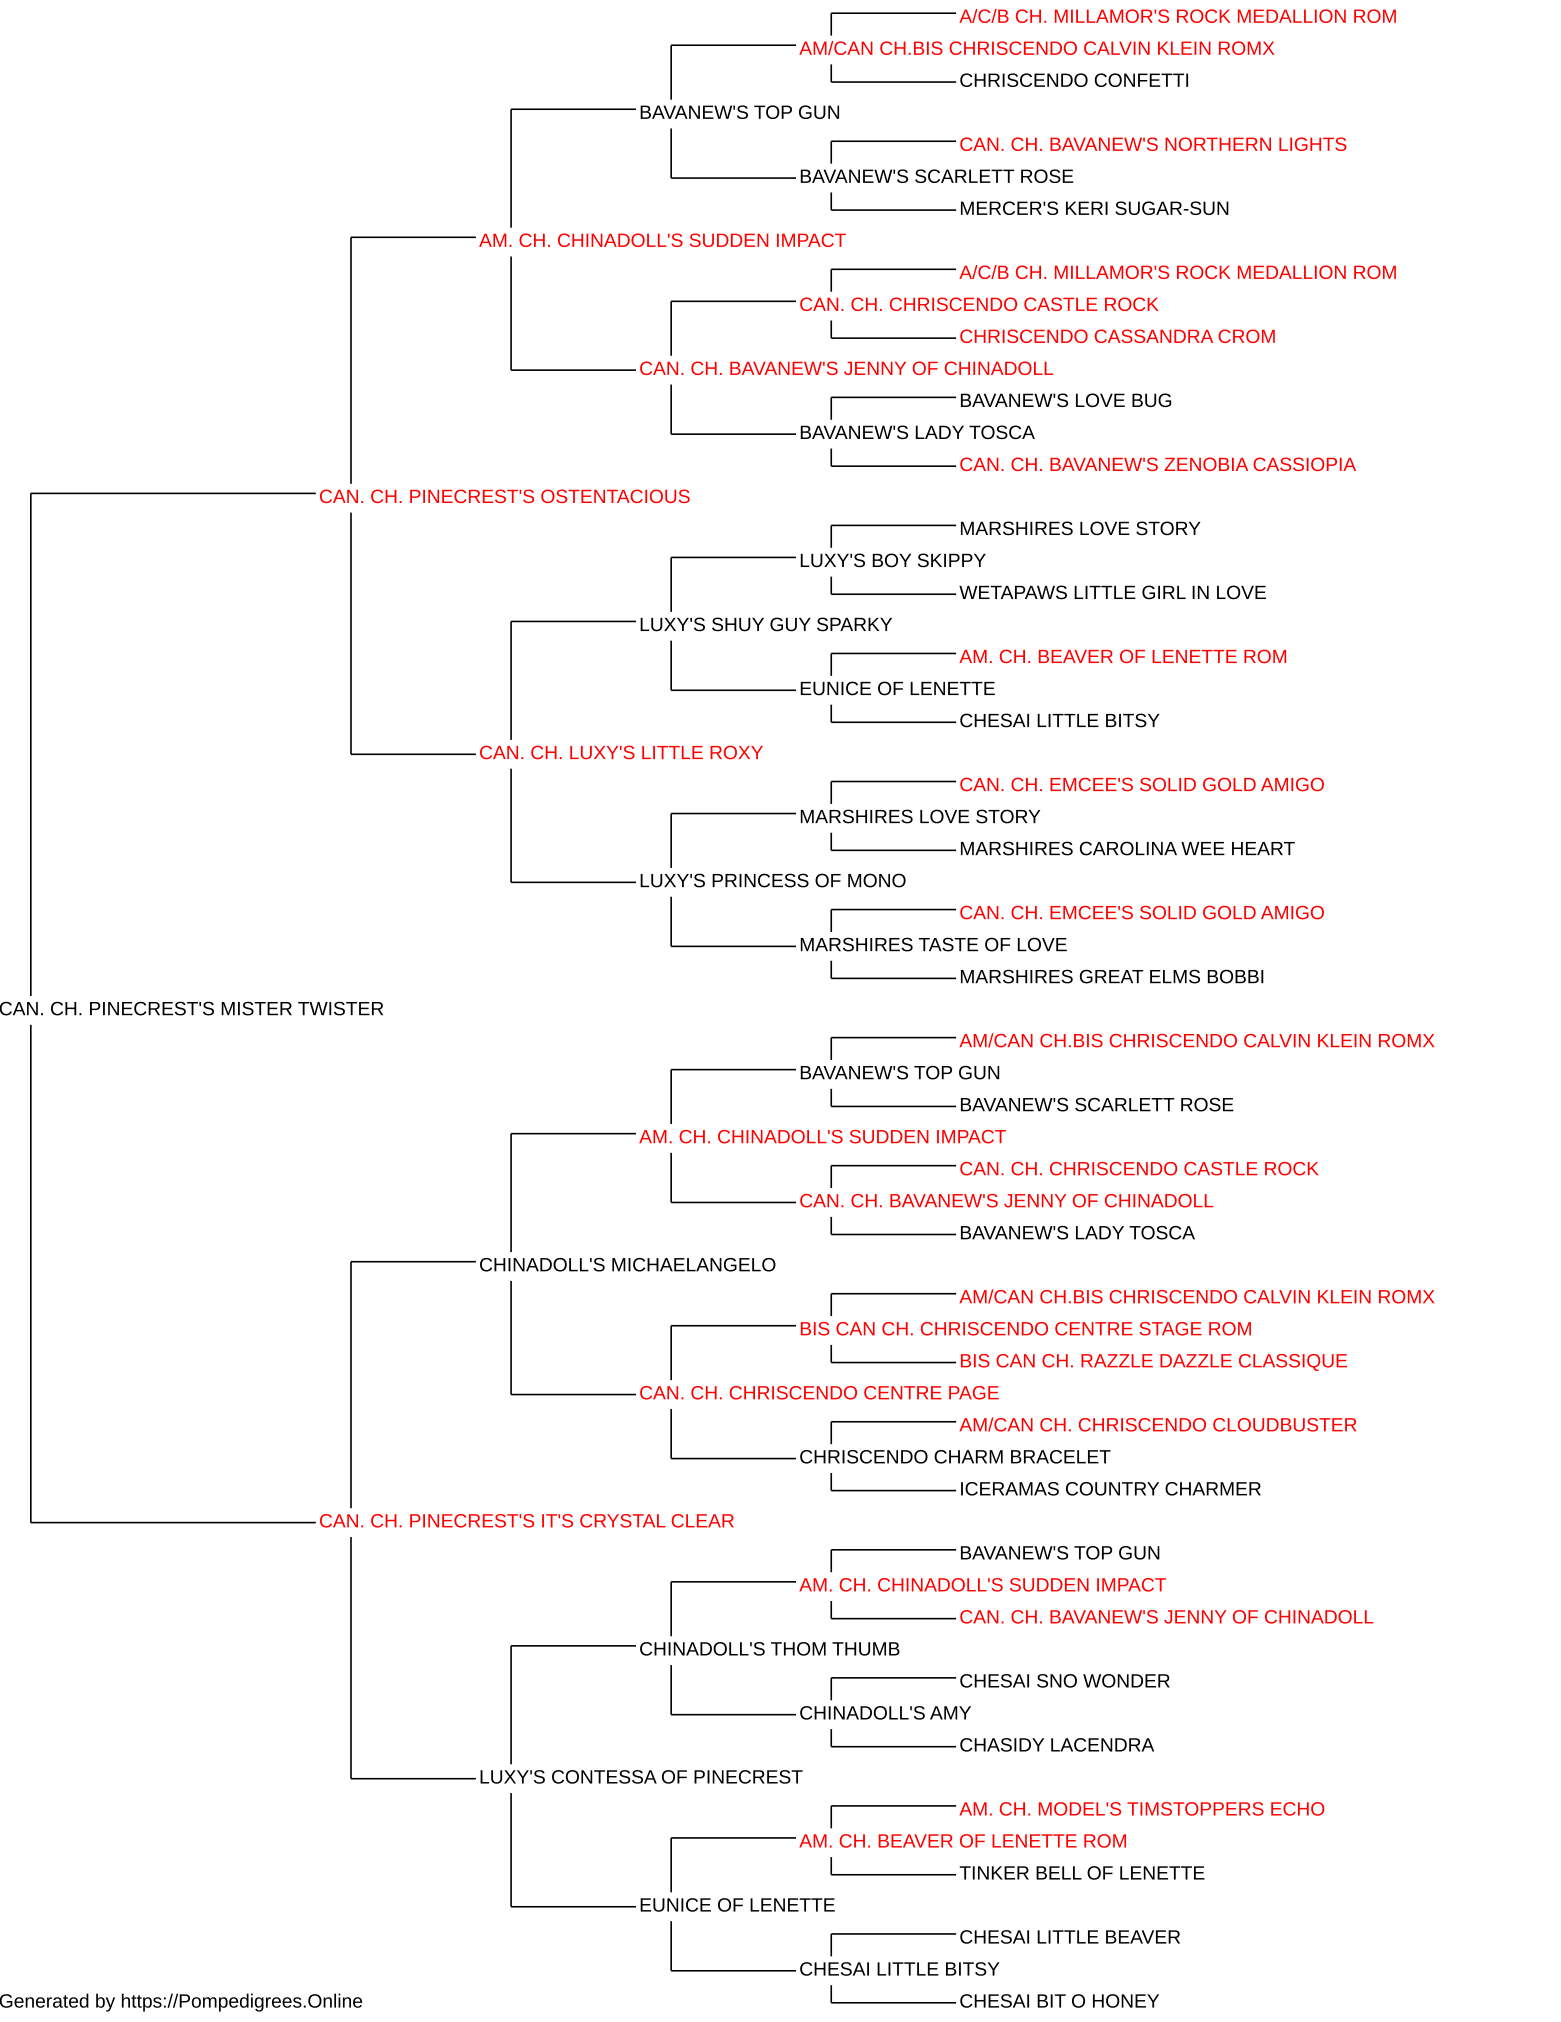 A/C/B CH. MILLAMOR'S ROCK MEDALLION ROM
AM/CAN CH.BIS CHRISCENDO CALVIN KLEIN ROMX
CHRISCENDO CONFETTI
BAVANEW'S TOP GUN
CAN. CH. BAVANEW'S NORTHERN LIGHTS
BAVANEW'S SCARLETT ROSE
MERCER'S KERI SUGAR-SUN
AM. CH. CHINADOLL'S SUDDEN IMPACT
A/C/B CH. MILLAMOR'S ROCK MEDALLION ROM
CAN. CH. CHRISCENDO CASTLE ROCK
CHRISCENDO CASSANDRA CROM
CAN. CH. BAVANEW'S JENNY OF CHINADOLL
BAVANEW'S LOVE BUG
BAVANEW'S LADY TOSCA
CAN. CH. BAVANEW'S ZENOBIA CASSIOPIA
CAN. CH. PINECREST'S OSTENTACIOUS
MARSHIRES LOVE STORY
LUXY'S BOY SKIPPY
WETAPAWS LITTLE GIRL IN LOVE
LUXY'S SHUY GUY SPARKY
AM. CH. BEAVER OF LENETTE ROM
EUNICE OF LENETTE
CHESAI LITTLE BITSY
CAN. CH. LUXY'S LITTLE ROXY
CAN. CH. EMCEE'S SOLID GOLD AMIGO
MARSHIRES LOVE STORY
MARSHIRES CAROLINA WEE HEART
LUXY'S PRINCESS OF MONO
CAN. CH. EMCEE'S SOLID GOLD AMIGO
MARSHIRES TASTE OF LOVE
MARSHIRES GREAT ELMS BOBBI
CAN. CH. PINECREST'S MISTER TWISTER
AM/CAN CH.BIS CHRISCENDO CALVIN KLEIN ROMX
BAVANEW'S TOP GUN
BAVANEW'S SCARLETT ROSE
AM. CH. CHINADOLL'S SUDDEN IMPACT
CAN. CH. CHRISCENDO CASTLE ROCK
CAN. CH. BAVANEW'S JENNY OF CHINADOLL
BAVANEW'S LADY TOSCA
CHINADOLL'S MICHAELANGELO
AM/CAN CH.BIS CHRISCENDO CALVIN KLEIN ROMX
BIS CAN CH. CHRISCENDO CENTRE STAGE ROM
BIS CAN CH. RAZZLE DAZZLE CLASSIQUE
CAN. CH. CHRISCENDO CENTRE PAGE
AM/CAN CH. CHRISCENDO CLOUDBUSTER
CHRISCENDO CHARM BRACELET
ICERAMAS COUNTRY CHARMER
CAN. CH. PINECREST'S IT'S CRYSTAL CLEAR
BAVANEW'S TOP GUN
AM. CH. CHINADOLL'S SUDDEN IMPACT
CAN. CH. BAVANEW'S JENNY OF CHINADOLL
CHINADOLL'S THOM THUMB
CHESAI SNO WONDER
CHINADOLL'S AMY
CHASIDY LACENDRA
LUXY'S CONTESSA OF PINECREST
AM. CH. MODEL'S TIMSTOPPERS ECHO
AM. CH. BEAVER OF LENETTE ROM
TINKER BELL OF LENETTE
EUNICE OF LENETTE
CHESAI LITTLE BEAVER
CHESAI LITTLE BITSY
CHESAI BIT O HONEY
Generated by https://Pompedigrees.Online